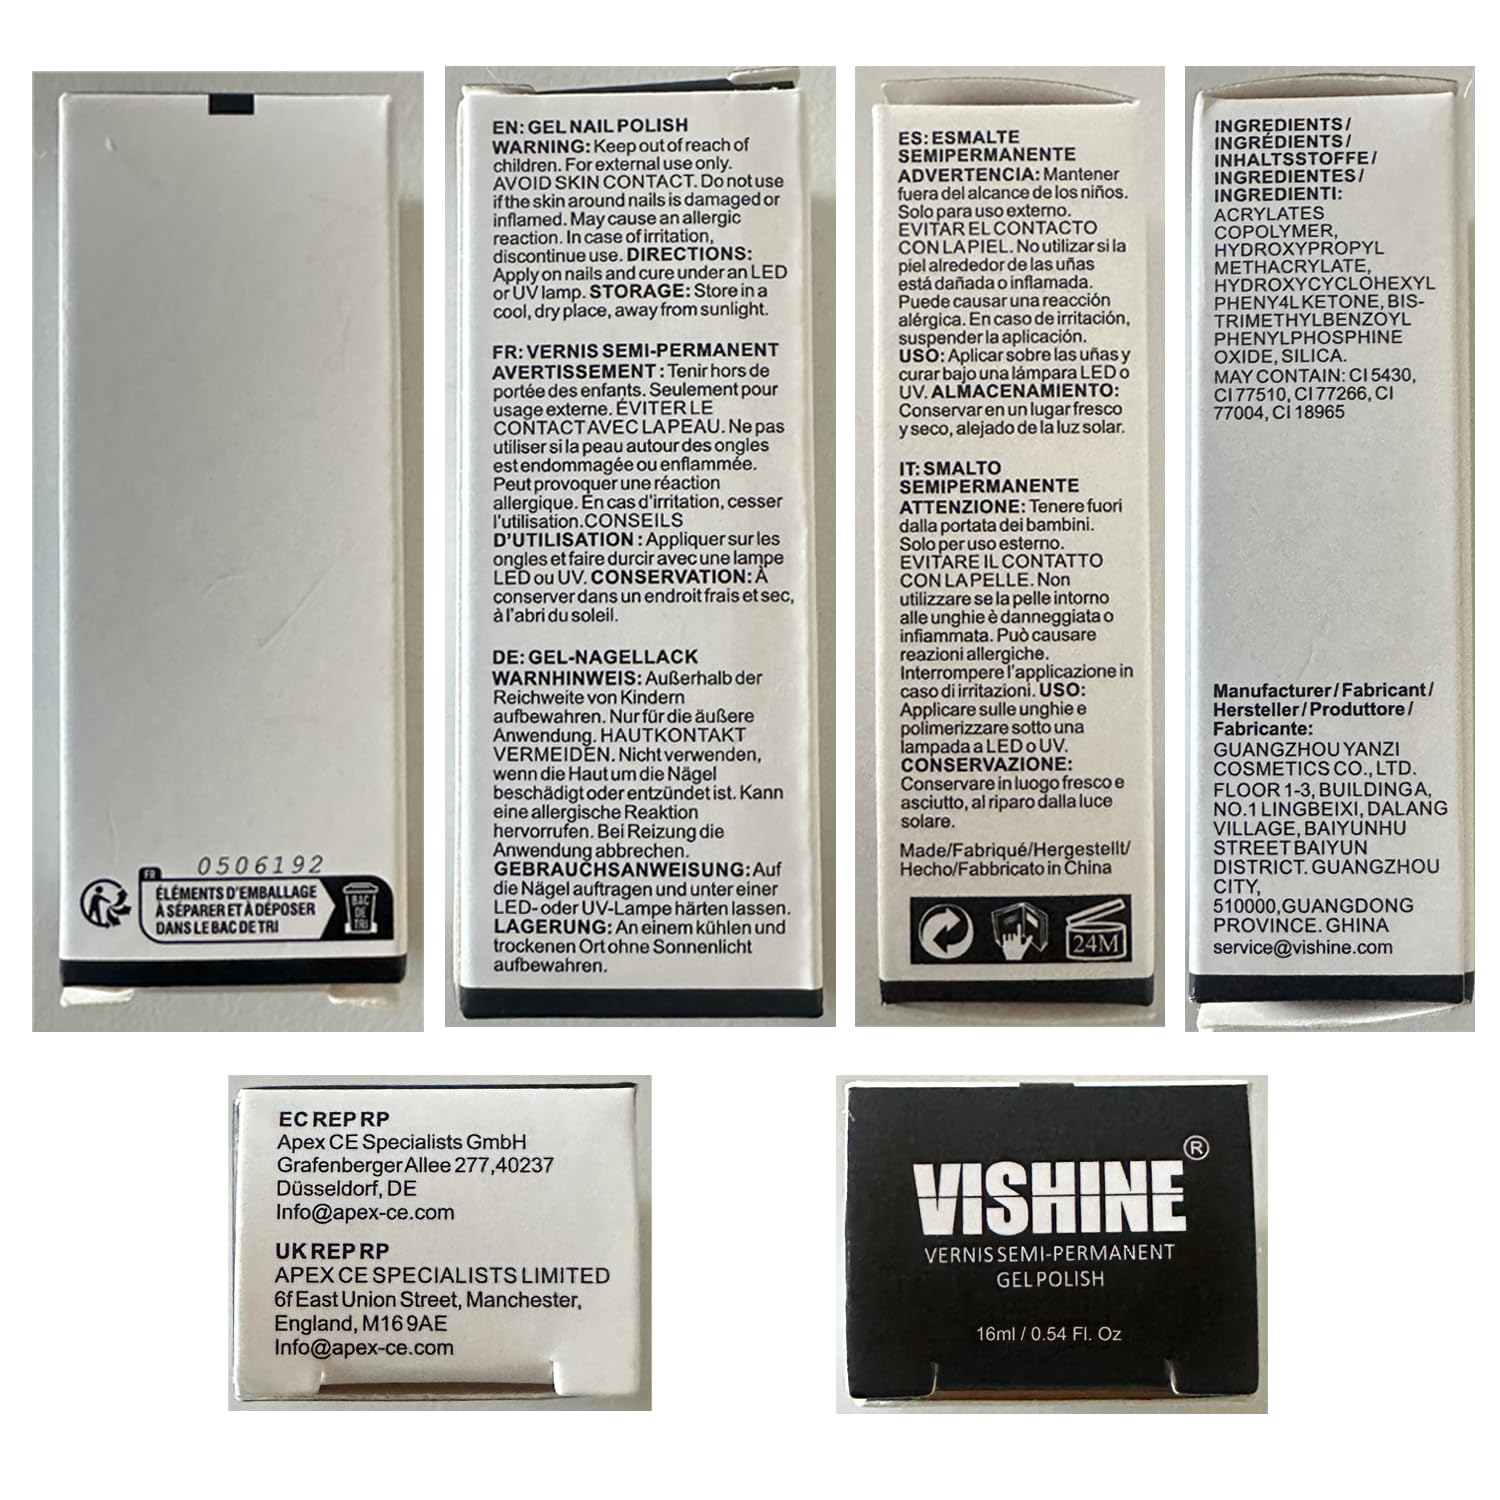 0506192
FR
ÉLÉMENTS D'EMBALLAGE
À SÉPARER ET À DÉPOSER
DANS LE BAC DE TRI
BAC
DE
TRI
EN: GEL NAIL POLISH
WARNING: Keep out of reach of
children. For external use only.
AVOID SKIN CONTACT. Do not use
if the skin around nails is damaged or
inflamed. May cause an allergic
reaction. In case of irritation,
discontinue use. DIRECTIONS:
Apply on nails and cure under an LED
or UV lamp. STORAGE: Store in a
cool, dry place, away from sunlight.
FR: VERNIS SEMI-PERMANENT
AVERTISSEMENT : Tenir hors de
portée des enfants. Seulement pour
usage externe. ÉVITER LE
CONTACT AVEC LA PEAU. Ne pas
utiliser si la peau autour des ongles
est endommagée ou enflammée.
Peut provoquer une réaction
allergique. En cas d'irritation, cesser
l'utilisation.CONSEILS
D'UTILISATION : Appliquer sur les
ongles et faire durcir avec une lampe
LED ou UV. CONSERVATION: À
conserver dans un endroit frais et sec,
à l'abri du soleil.
DE: GEL-NAGELLACK
WARNHINWEIS: Außerhalb der
Reichweite von Kindern
aufbewahren. Nur für die äußere
Anwendung. HAUTKONTAKT
VERMEIDEN. Nicht verwenden,
wenn die Haut um die Nägel
beschädigt oder entzündet ist. Kann
eine allergische Reaktion
hervorrufen. Bei Reizung die
Anwendung abbrechen.
GEBRAUCHSANWEISUNG: Auf
die Nägel auftragen und unter einer
LED- oder UV-Lampe härten lassen.
LAGERUNG: An einem kühlen und
trockenen Ort ohne Sonnenlicht
aufbewahren.
ES: ESMALTE
SEMIPERMANENTE
ADVERTENCIA: Mantener
fuera del alcance de los niños.
Solo para uso externo.
EVITAR EL CONTACTO
CON LA PIEL. No utilizar si la
piel alrededor de las uñas
está dañada o inflamada.
Puede causar una reacción
alérgica. En caso de irritación,
suspender la aplicación.
USO: Aplicar sobre las uñas y
curar bajo una lámpara LED o
UV. ALMACENAMIENTO:
Conservar en un lugar fresco
y seco, alejado de la luz solar.
IT: SMALTO
SEMIPERMANENTE
ATTENZIONE: Tenere fuori
dalla portata dei bambini.
Solo per uso esterno.
EVITARE IL CONTATTO
CON LA PELLE. Non
utilizzare se la pelle intorno
alle unghie è danneggiata o
infiammata. Può causare
reazioni allergiche.
Interrompere l'applicazione in
caso di irritazioni. USO:
Applicare sulle unghie e
polimerizzare sotto una
lampada a LED o UV.
CONSERVAZIONE:
Conservare in luogo fresco e
asciutto, al riparo dalla luce
solare.
Made/Fabriqué/Hergestellt/
Hecho/Fabbricato in China
24M
INGREDIENTS /
INGRÉDIENTS /
INHALTSSTOFFE /
INGREDIENTES /
INGREDIENTI:
ACRYLATES
COPOLYMER,
HYDROXYPROPYL
METHACRYLATE,
HYDROXYCYCLOHEXYL
PHENY4LKETONE, BIS-
TRIMETHYLBENZOYL
PHENYLPHOSPHINE
OXIDE, SILICA.
MAY CONTAIN: CI 5430,
CI 77510, CI 77266, CI
77004, CI 18965
Manufacturer / Fabricant /
Hersteller / Produttore /
Fabricante:
GUANGZHOU YANZI
COSMETICS CO., LTD.
FLOOR 1-3, BUILDING A,
NO.1 LINGBEIXI, DALANG
VILLAGE, BAIYUNHU
STREET BAIYUN
DISTRICT. GUANGZHOU
CITY,
510000,GUANGDONG
PROVINCE. GHINA
service@vishine.com
EC REP RP
Apex CE Specialists GmbH
Grafenberger Allee 277,40237
Düsseldorf, DE
Info@apex-ce.com
UK REP RP
APEX CE SPECIALISTS LIMITED
6f East Union Street, Manchester,
England, M16 9AE
Info@apex-ce.com
VISHINE®
VERNIS SEMI-PERMANENT
GEL POLISH
16ml / 0.54 Fl. Oz